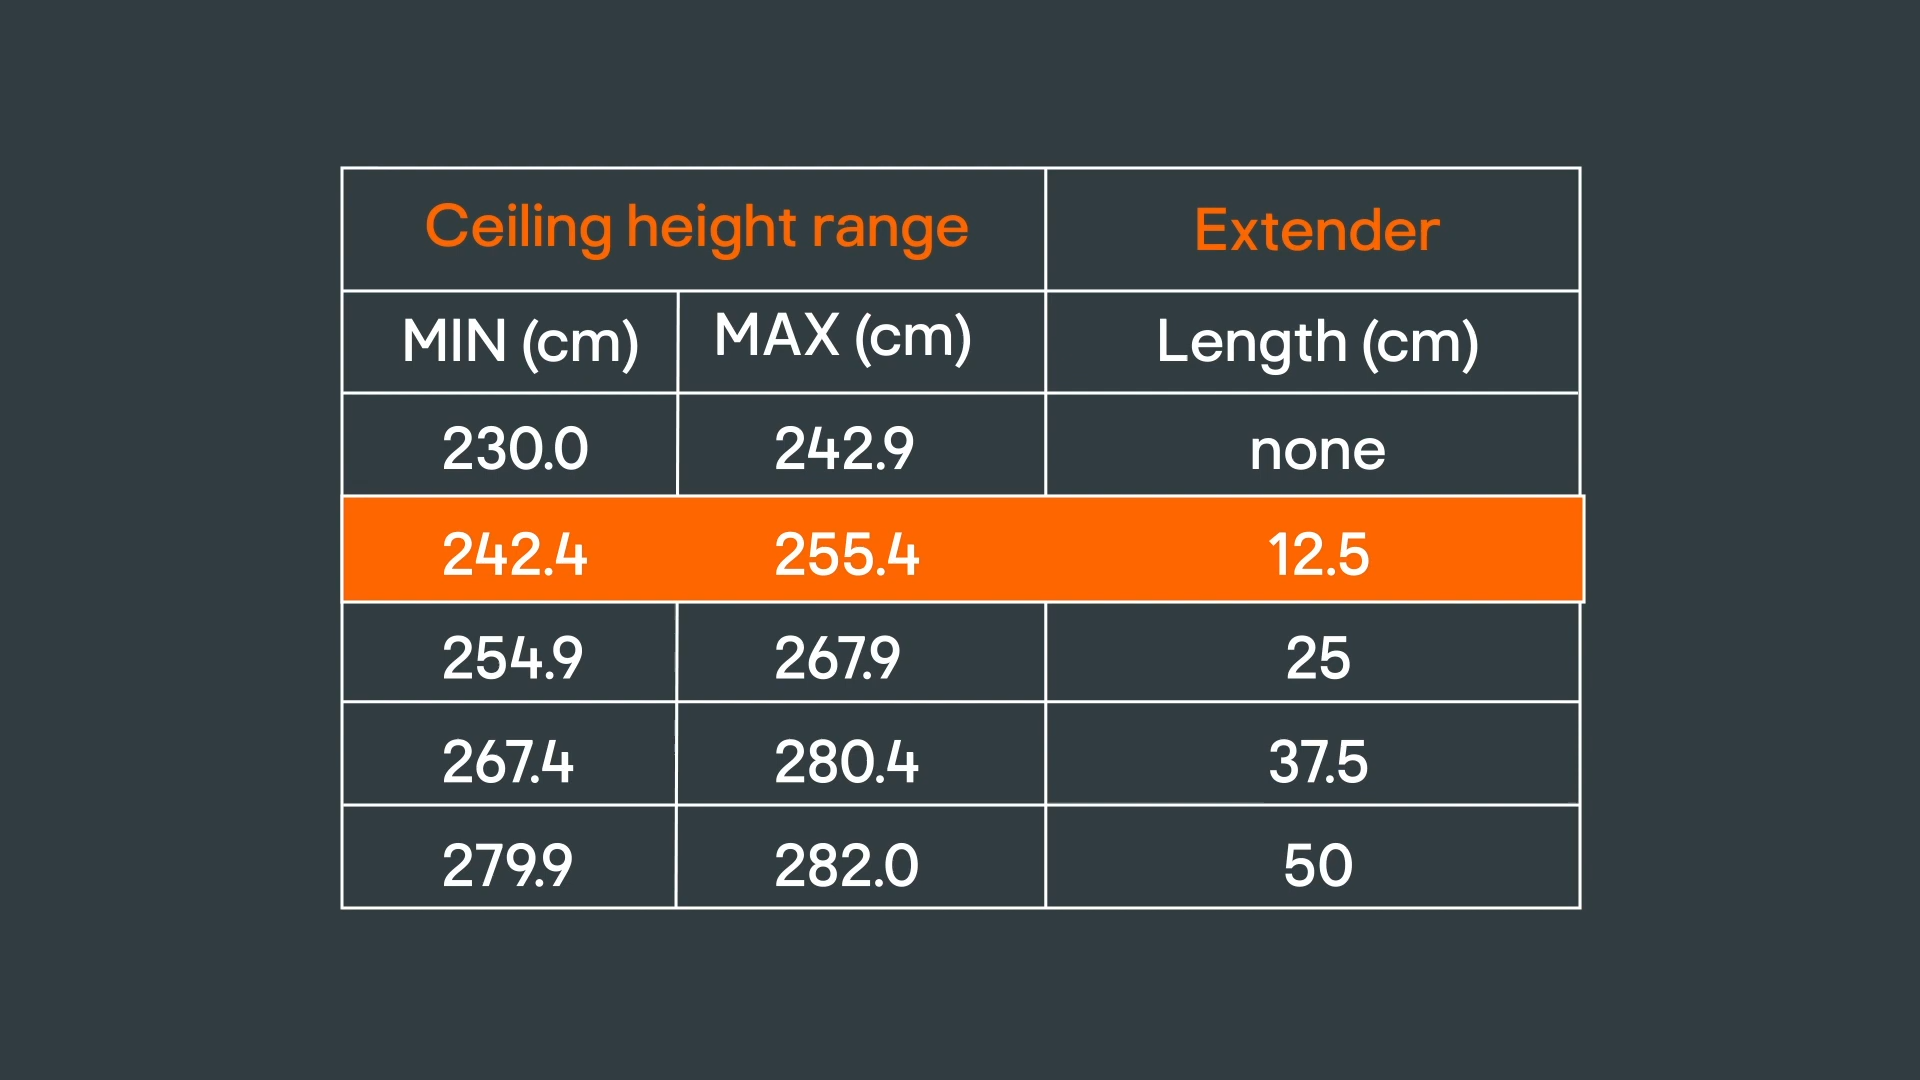 Ceiling height range Extender
MIN (cm) MAX (cm) Length (cm)
230.0 242.9 none
242.4 255.4 12.5
254.9 267.9 25
267.4 280.4 37.5
279.9 282.0 50